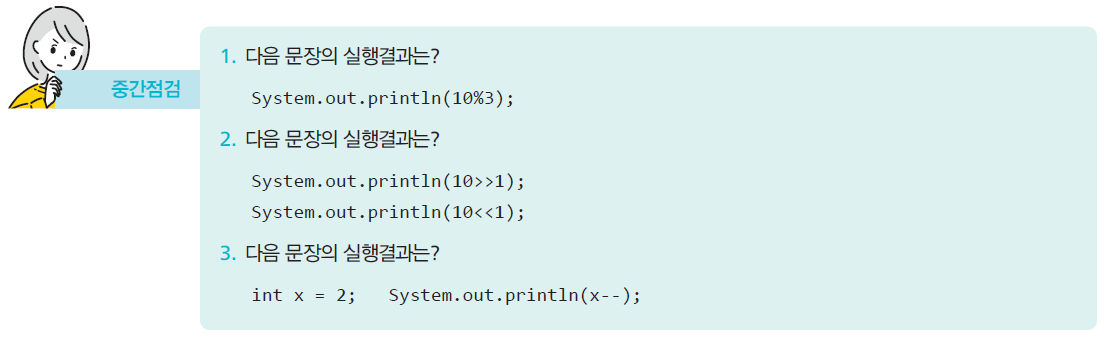 중간점검
1. 다음 문장의 실행결과는?
System.out.println(10%3);
2. 다음 문장의 실행결과는?
System.out.println(10>>1);
System.out.println(10<<1);
3. 다음 문장의 실행결과는?
int x = 2;   System.out.println(x--);